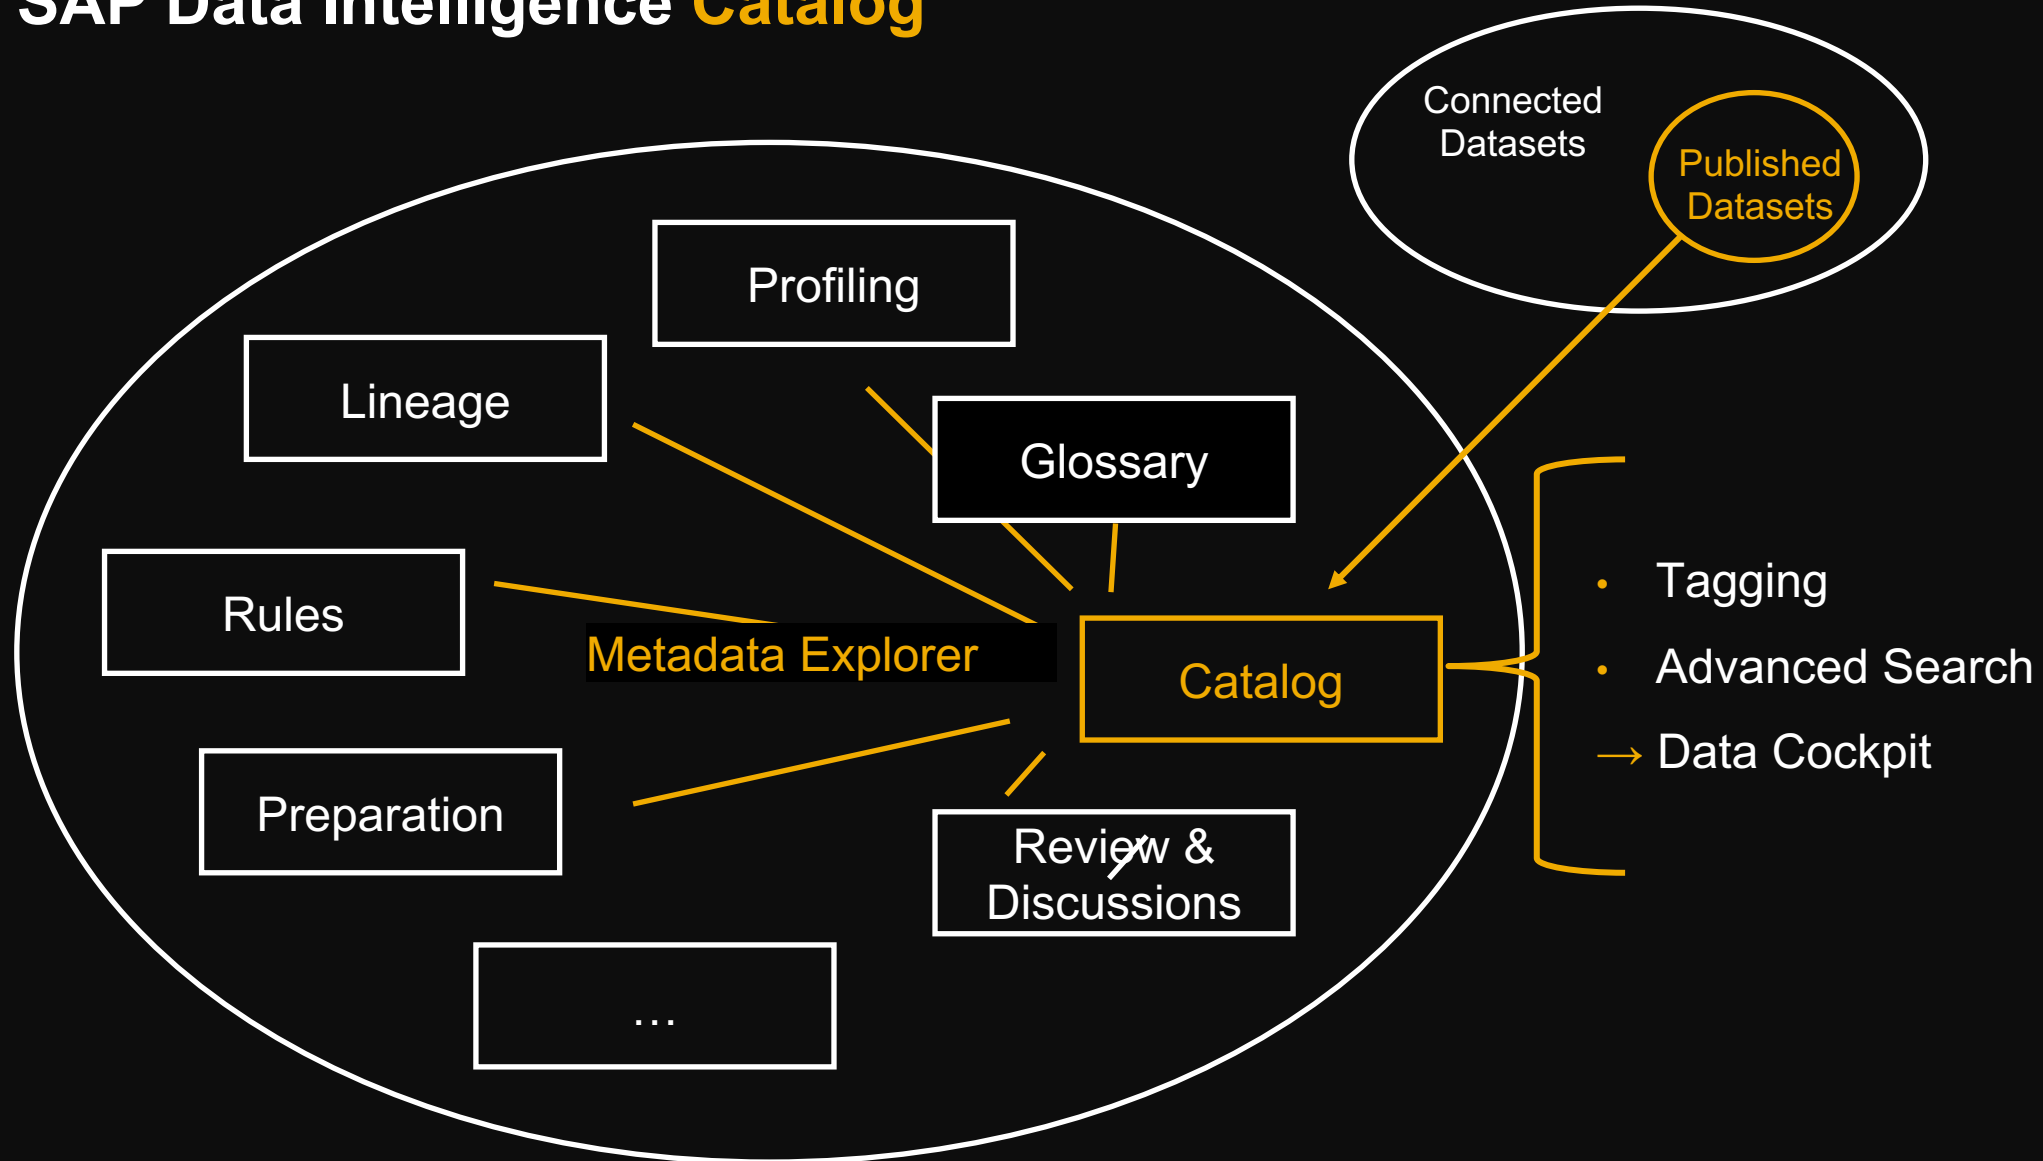 SAP Data Intelligence Catalog
Connected
Datasets
Published
Datasets
Profiling
Lineage
Glossary
Rules
Metadata Explorer
Catalog
Preparation
Review &
Discussions
…
• Tagging
• Advanced Search
→ Data Cockpit